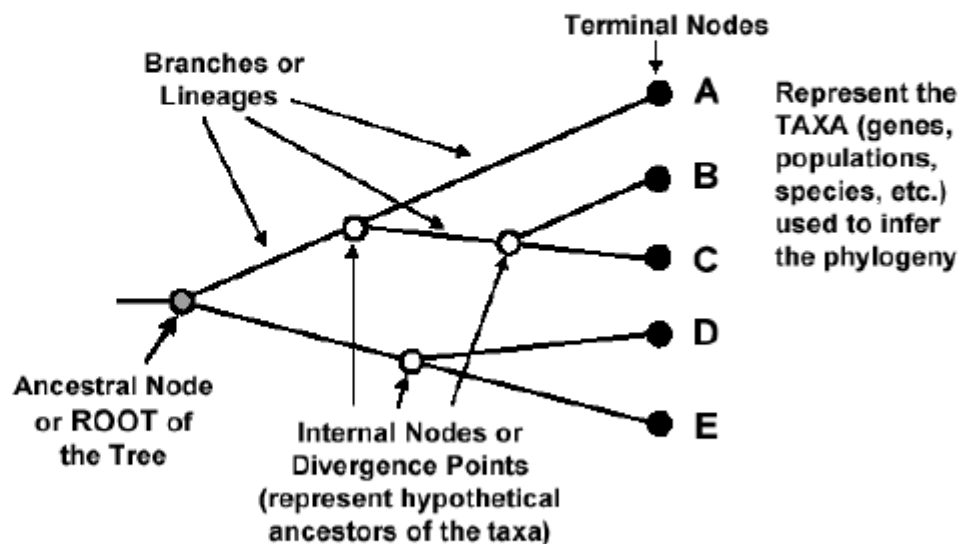 Terminal Nodes
Branches or
Lineages
A
B
C
D
E
Represent the
TAXA (genes,
populations,
species, etc.)
used to infer
the phylogeny
Ancestral Node
or ROOT of
the Tree
Internal Nodes or
Divergence Points
(represent hypothetical
ancestors of the taxa)